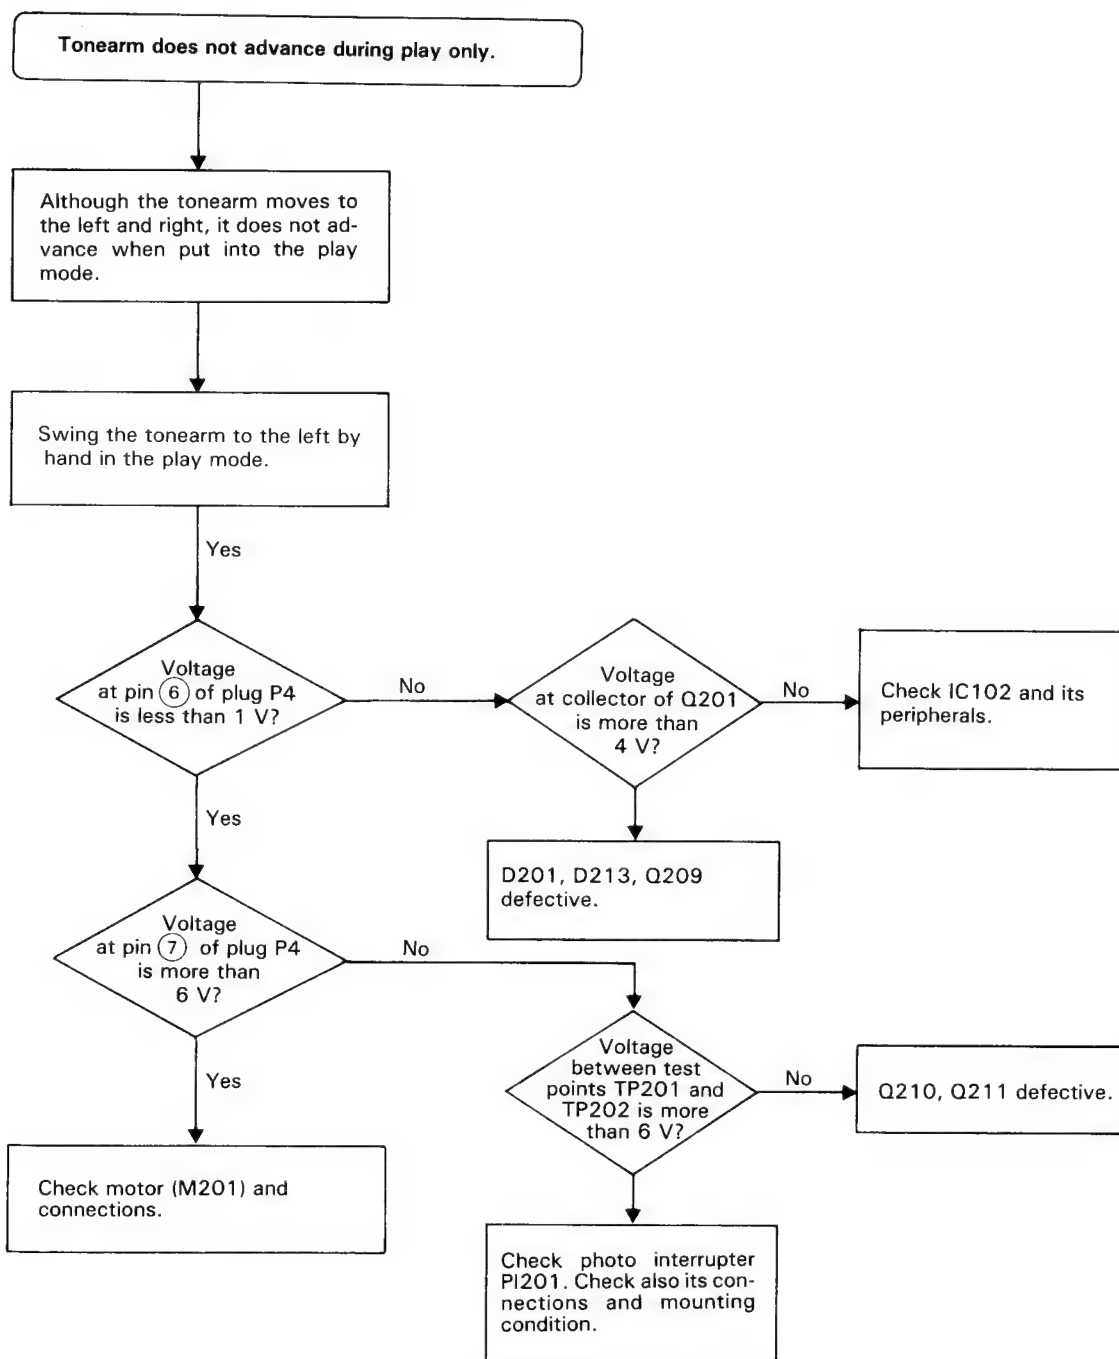 Tonearm does not advance during play only.
Although the tonearm moves to
the left and right, it does not ad-
vance when put into the play
mode.
Swing the tonearm to the left by
hand in the play mode.
Yes
Voltage
at pin ⑥ of plug P4
is less than 1 V?
No
Voltage
at collector of Q201
is more than
4 V?
No
Check IC102 and its
peripherals.
Yes
D201, D213, Q209
defective.
Voltage
at pin ⑦ of plug P4
is more than
6 V?
No
Voltage
between test
points TP201 and
TP202 is more
than 6 V?
No
Q210, Q211 defective.
Yes
Check motor (M201) and
connections.
Check photo interrupter
PI201. Check also its con-
nections and mounting
condition.